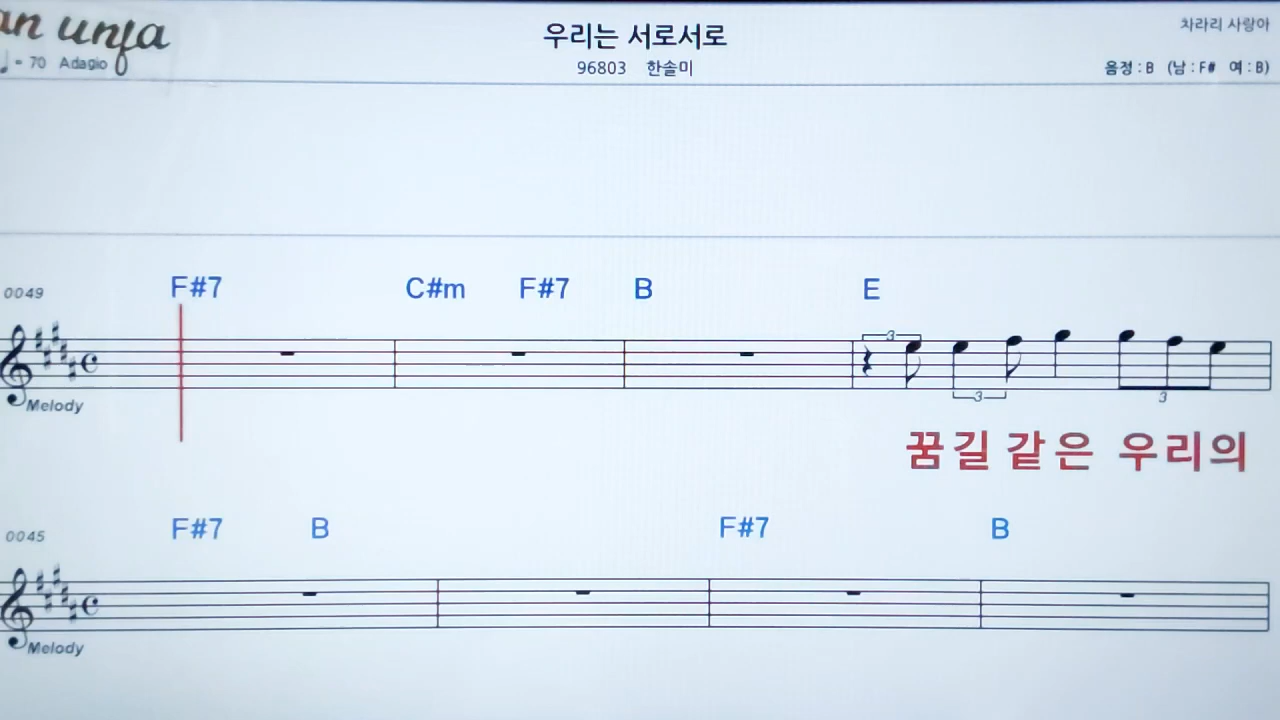 an unfa
우리는 서로서로
차라리 사랑아
♩ = 70 Adagio
96803 한솔미
음정 : B (남 : F# 여 : B)
0049 F#7 C#m F#7 B E
3
3 3
Melody
꿈길 같은 우리의
0045 F#7 B F#7 B
Melody